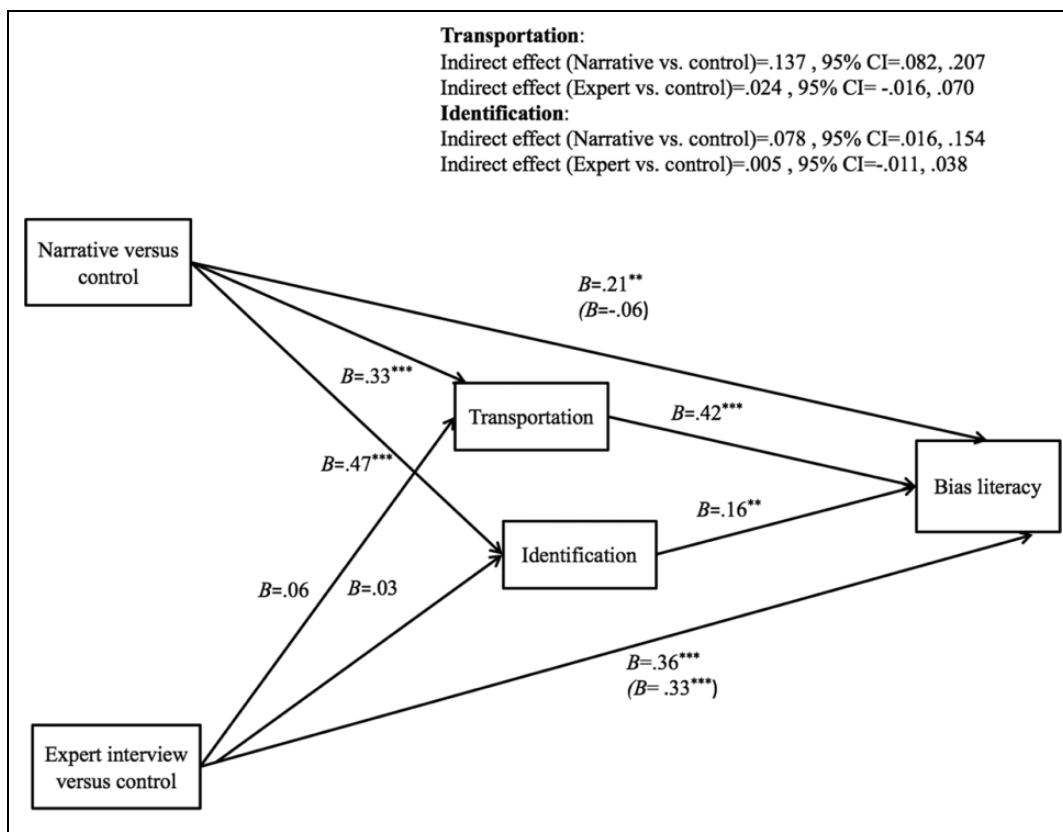 Transportation:
Indirect effect (Narrative vs. control)=.137 , 95% CI=.082, .207
Indirect effect (Expert vs. control)=.024 , 95% CI= -.016, .070
Identification:
Indirect effect (Narrative vs. control)=.078 , 95% CI=.016, .154
Indirect effect (Expert vs. control)=.005 , 95% CI=-.011, .038
Narrative versus
control
B=.21**
(B=-.06)
B=.33***
Transportation
B=.42***
B=.47***
Bias literacy
B=.16**
Identification
B=.06
B=.03
B=.36***
(B= .33***)
Expert interview
versus control